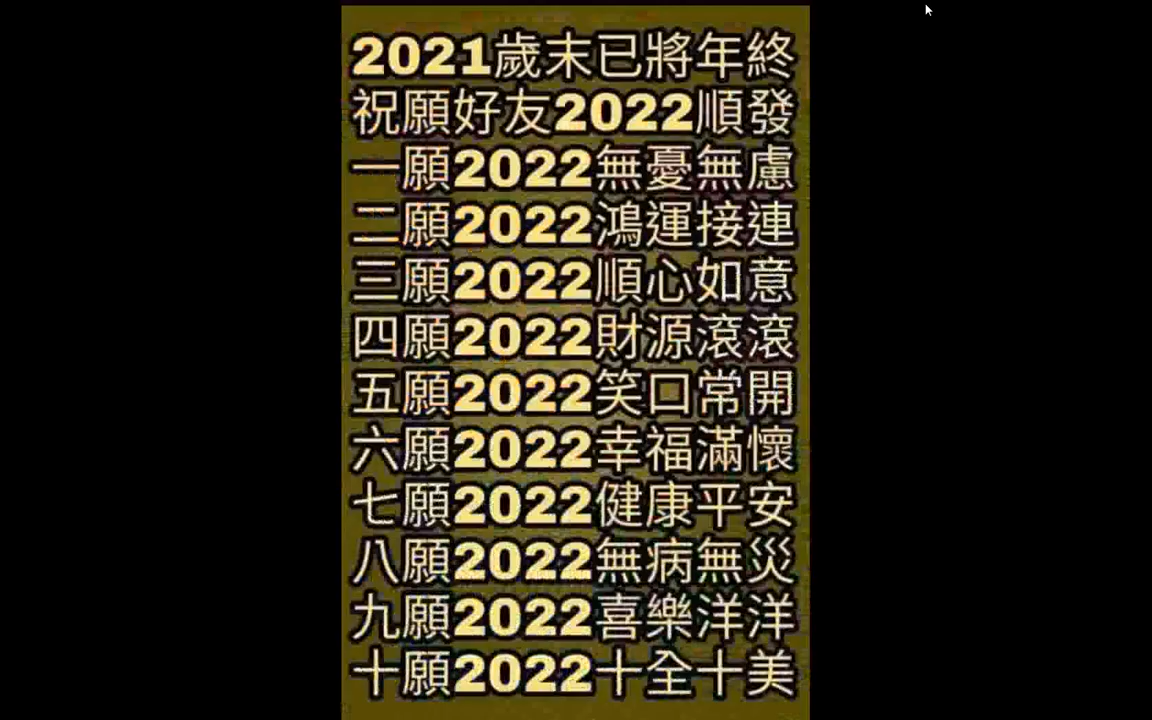 2021歲末已將年終
祝願好友2022順發
一願2022無憂無慮
二願2022鴻運接連
三願2022順心如意
四願2022財源滾滾
五願2022笑口常開
六願2022幸福滿懷
七願2022健康平安
八願2022無病無災
九願2022喜樂洋洋
十願2022十全十美